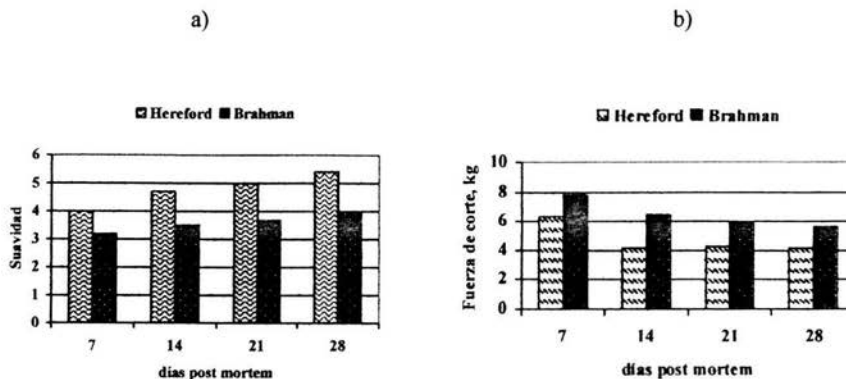 a)
Hereford Brahman
6
5
4
3
2
1
0
Suavidad
7 14 21 28
días post mortem
b)
Hereford Brahman
10
8
6
4
2
0
Fuerza de corte, kg
7 14 21 28
días post mortem